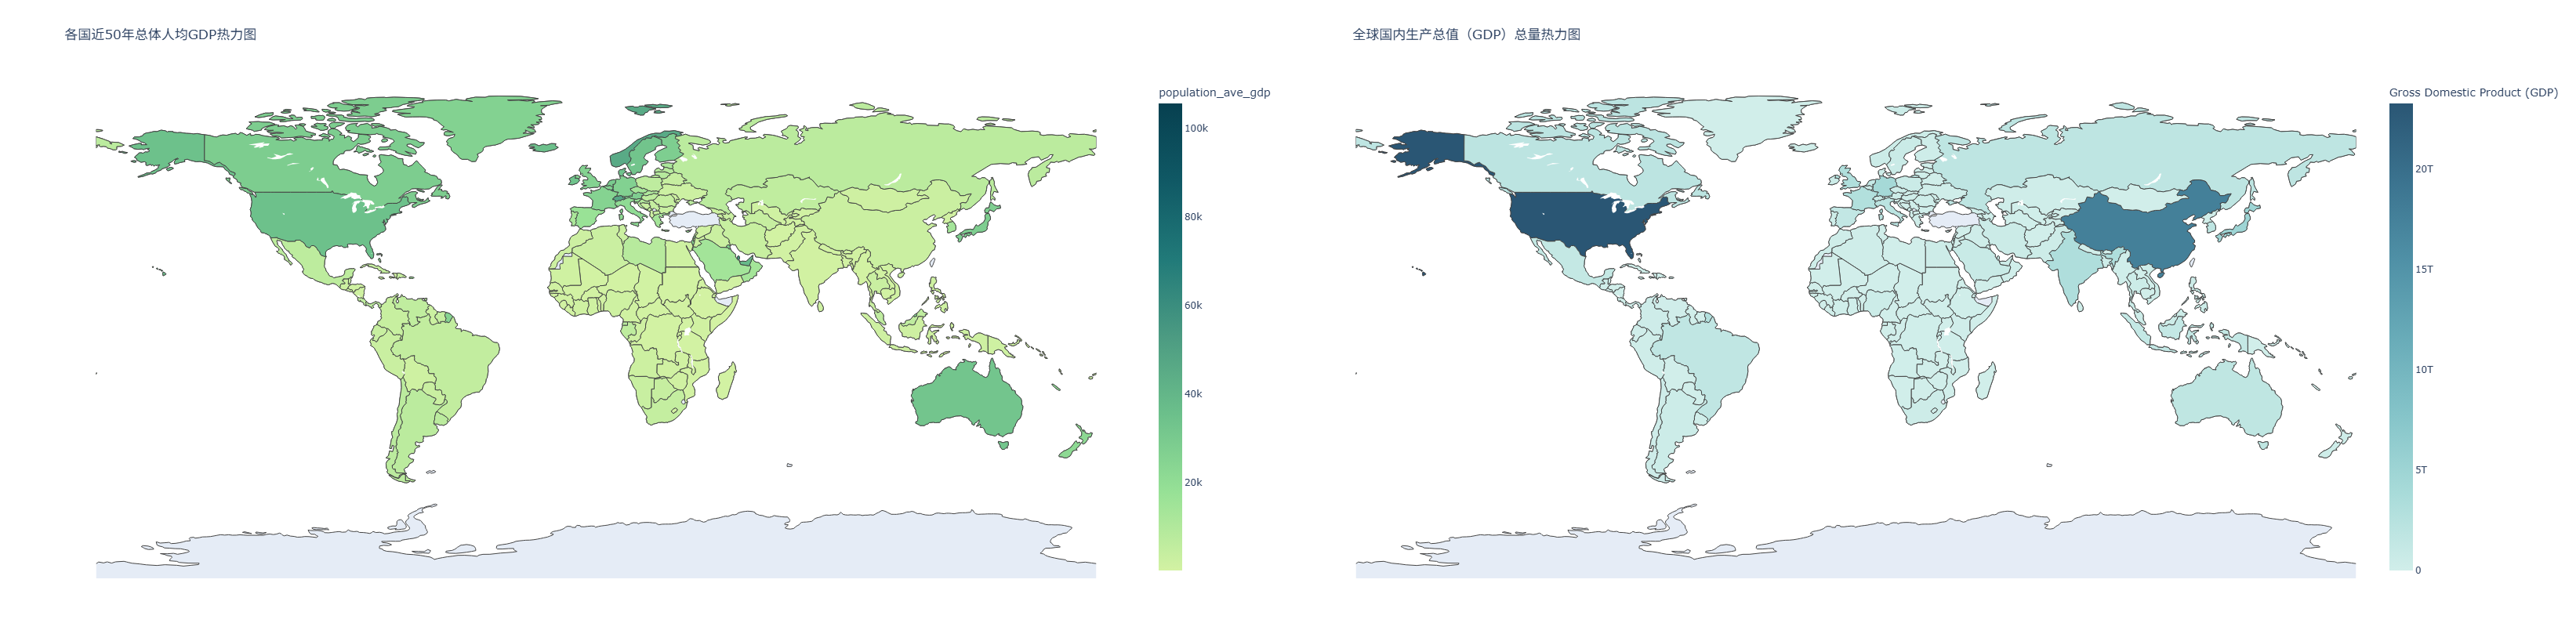 各国近50年总体人均GDP热力图
population_ave_gdp
100k
80k
60k
40k
20k
全球国内生产总值（GDP）总量热力图
Gross Domestic Product (GDP)
20T
15T
10T
5T
0